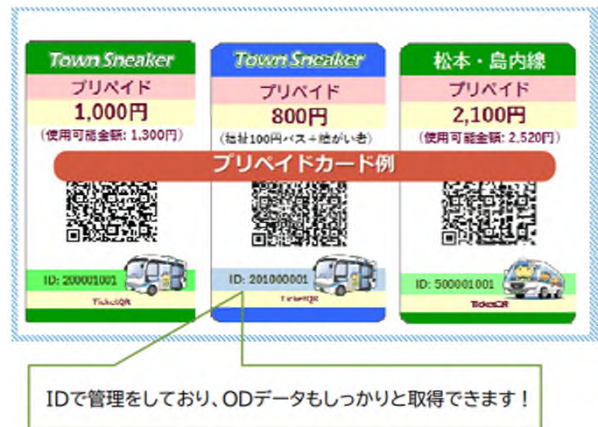 Town Sneaker
プリペイド
1,000円
(使用可能金額: 1,300円)
Town Sneaker
プリペイド
800円
(福祉100円パス+障がい者)
松本・島内線
プリペイド
2,100円
(使用可能金額: 2,520円)
プリペイドカード例
ID: 200001001
TicketQR
ID: 201000001
TicketQR
ID: 500001001
TicketQR
IDで管理をしており、ODデータもしっかりと取得できます!